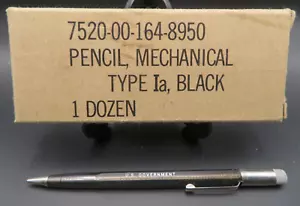 7520-00-164-8950
PENCIL, MECHANICAL
TYPE Ia, BLACK
1 DOZEN
U.S. GOVERNMENT